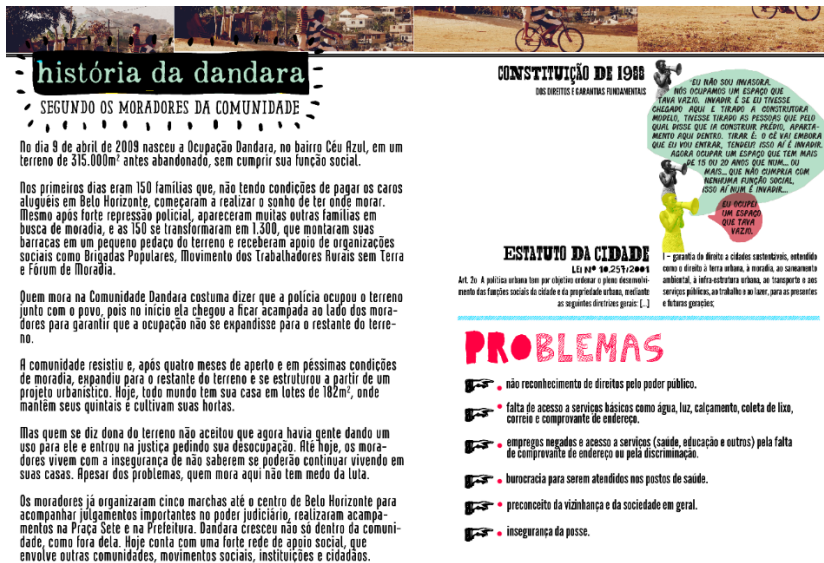 história da dandara
SEGUNDO OS MORADORES DA COMUNIDADE
No dia 9 de abril de 2009 nasceu a Ocupação Dandara, no bairro Céu Azul, em um
terreno de 315.000m² antes abandonado, sem cumprir sua função social.
Nos primeiros dias eram 150 famílias que, não tendo condições de pagar os caros
aluguéis em Belo Horizonte, começaram a realizar o sonho de ter onde morar.
Mesmo após forte repressão policial, apareceram muitas outras famílias em
busca de moradia, e as 150 se transformaram em 1.300, que montaram suas
barracas em um pequeno pedaço do terreno e receberam apoio de organizações
sociais como Brigadas Populares, Movimento dos Trabalhadores Rurais sem Terra
e Fórum de Moradia.
Quem mora na Comunidade Dandara costuma dizer que a polícia ocupou o terreno
junto com o povo, pois no início ela chegou a ficar acampada ao lado dos mora-
dores para garantir que a ocupação não se expandisse para o restante do terre-
no.
A comunidade resistiu e, após quatro meses de aperto e em péssimas condições
de moradia, expandiu para o restante do terreno e se estruturou a partir de um
projeto urbanístico. Hoje, todo mundo tem sua casa em lotes de 182m², onde
mantêm seus quintais e cultivam suas hortas.
Mas quem se diz dona do terreno não aceitou que agora havia gente dando um
uso para ele e entrou na justiça pedindo sua desocupação. Até hoje, os mora-
dores vivem com a insegurança de não saberem se poderão continuar vivendo em
suas casas. Apesar dos problemas, quem mora aqui não tem medo da luta.
Os moradores já organizaram cinco marchas até o centro de Belo Horizonte para
acompanhar julgamentos importantes no poder judiciário, realizaram acampa-
mentos na Praça Sete e na Prefeitura. Dandara cresceu não só dentro da comuni-
dade, como fora dela. Hoje conta com uma forte rede de apoio social, que
envolve outras comunidades, movimentos sociais, instituições e cidadãos.
CONSTITUIÇÃO DE 1988
DOS DIREITOS E GARANTIAS FUNDAMENTAIS
"EU NÃO SOU INVASORA.
NÓS OCUPAMOS UM ESPAÇO QUE
TAVA VAZIO. INVADIR É SE EU TIVESSE
CHEGADO AQUI E TIRADO A CONSTRUTORA
MODELO, TIVESSE TIRADO AS PESSOAS QUE PELO
QUAL DISSE QUE IA CONSTRUIR PRÉDIO, APARTA-
MENTO AQUI DENTRO. TIRAR É: O CÊ VAI EMBORA
QUE EU VOU ENTRAR, TENDEU? ISSO AÍ É INVADIR.
AGORA OCUPAR UM ESPAÇO QUE TEM MAIS
DE 15 OU 20 ANOS QUE NUM... OU
MAIS... QUE NÃO CUMPRIA COM
NENHUMA FUNÇÃO SOCIAL,
ISSO AÍ NUM É INVADIR...
EU OCUPEI
UM ESPAÇO
QUE TAVA
VAZIO.
ESTATUTO DA CIDADE
LEI Nº 10.257/2001
Art. 2o A política urbana tem por objetivo ordenar o pleno desenvolvi-
mento das funções sociais da cidade e da propriedade urbana, mediante
as seguintes diretrizes gerais: [...]
I – garantia do direito a cidades sustentáveis, entendido
como o direito à terra urbana, à moradia, ao saneamento
ambiental, à infra-estrutura urbana, ao transporte e aos
serviços públicos, ao trabalho e ao lazer, para as presentes
e futuras gerações;
PROBLEMAS
• não reconhecimento de direitos pelo poder público.
• falta de acesso a serviços básicos como água, luz, calçamento, coleta de lixo,
correio e comprovante de endereço.
• empregos negados e acesso a serviços (saúde, educação e outros) pela falta
de comprovante de endereço ou pela discriminação.
• burocracia para serem atendidos nos postos de saúde.
• preconceito da vizinhança e da sociedade em geral.
• insegurança da posse.